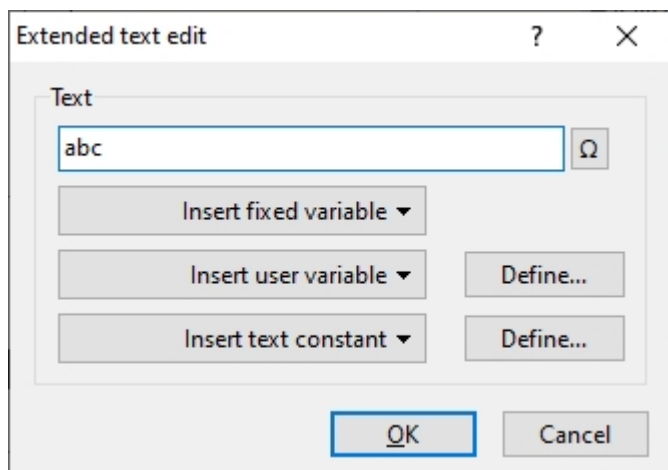 Extended text edit ?
Text
abc Ω
Insert fixed variable
Insert user variable Define...
Insert text constant Define...
OK Cancel